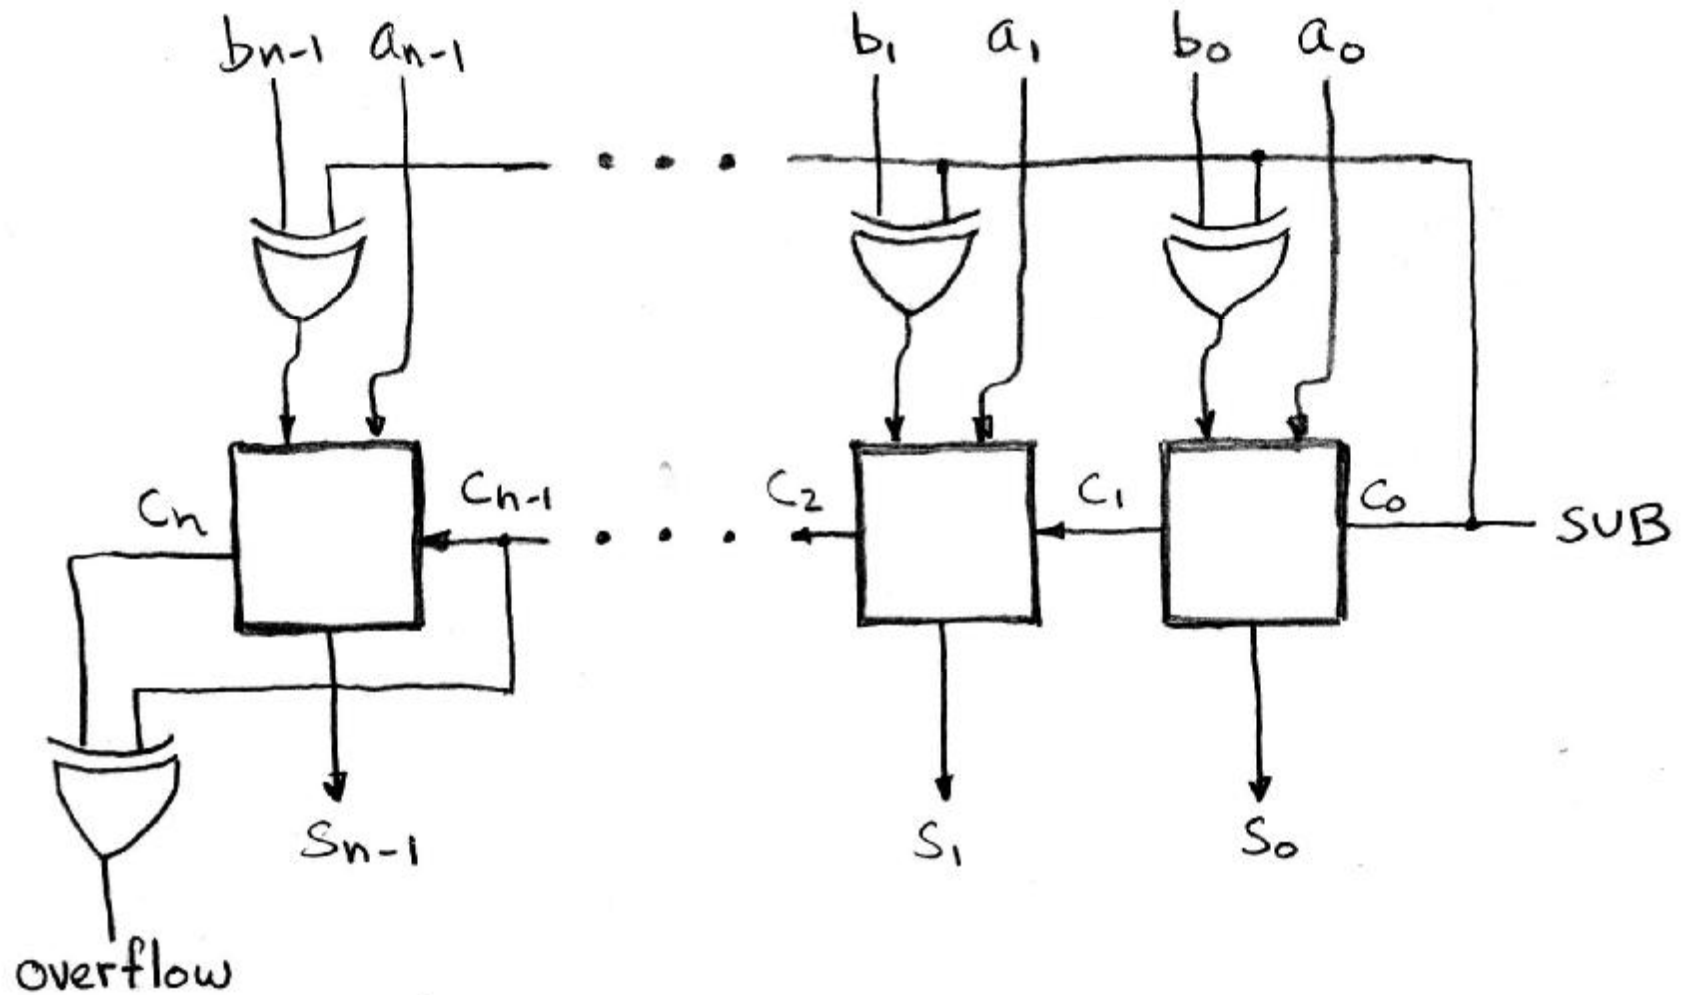 bn-1 an-1 b1 a1 b0 a0
Cn Cn-1 C2 C1 C0 SUB
Sn-1 S1 S0
overflow